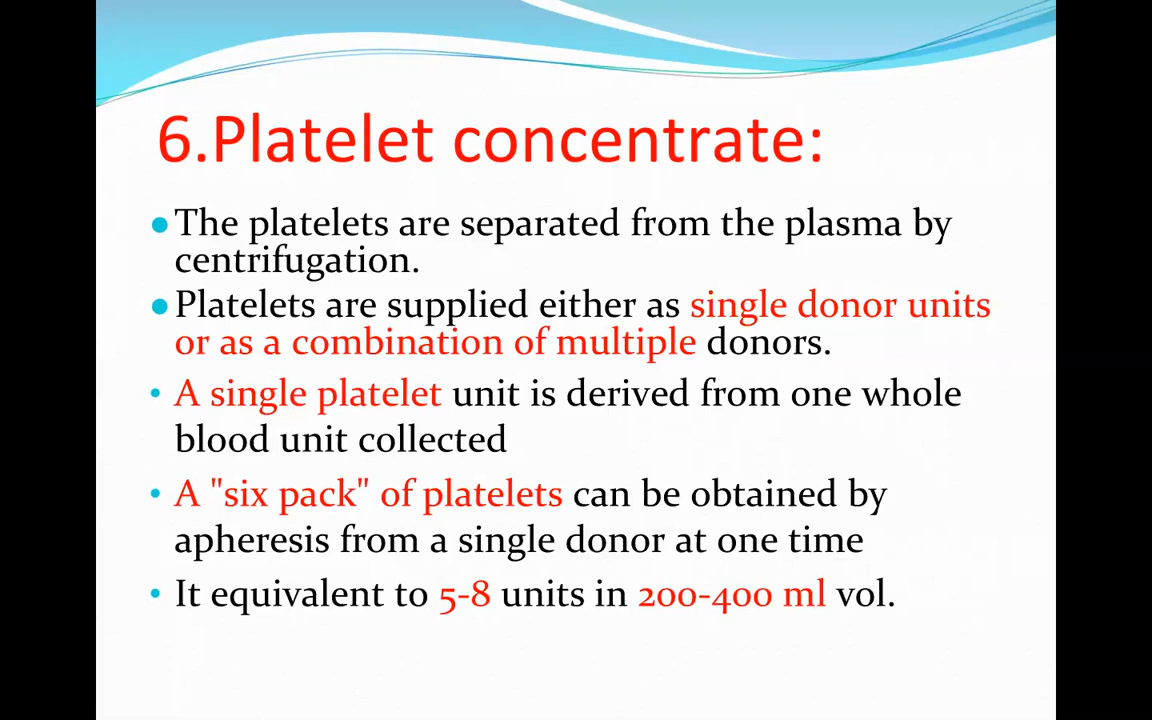 6.Platelet concentrate:
●The platelets are separated from the plasma by
centrifugation.
●Platelets are supplied either as single donor units
or as a combination of multiple donors.
• A single platelet unit is derived from one whole
blood unit collected
• A "six pack" of platelets can be obtained by
apheresis from a single donor at one time
• It equivalent to 5-8 units in 200-400 ml vol.